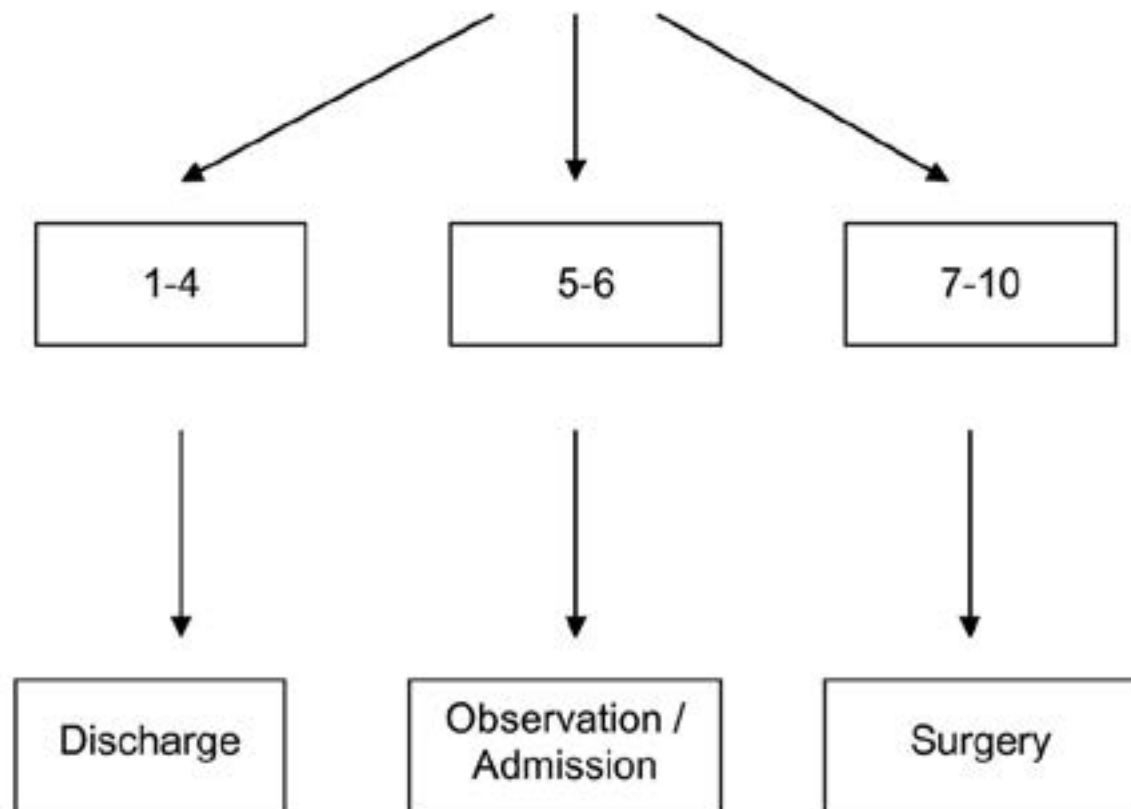 1-4
5-6
7-10
Discharge
Observation /
Admission
Surgery